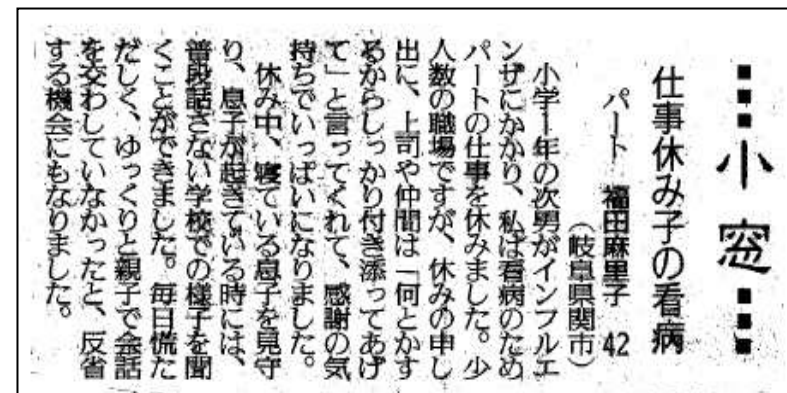 …小窓…
仕事休み子の看病
パート 福田麻里子 42
(岐阜県関市)
小学1年の次男がインフルエ
ンザにかかり、私は看病のため
パートの仕事を休みました。少
人数の職場ですが、休みの申し
出に、上司や仲間は「何とかす
るからしっかり付き添ってあげ
て」と言ってくれて、感謝の気
持ちでいっぱいになりました。
休み中、寝ている息子を見守
り、息子が起きている時には、
普段話さない学校での様子を聞
くことができました。毎日慌た
だしく、ゆっくりと親子で会話
を交わしていなかったと、反省
する機会にもなりました。